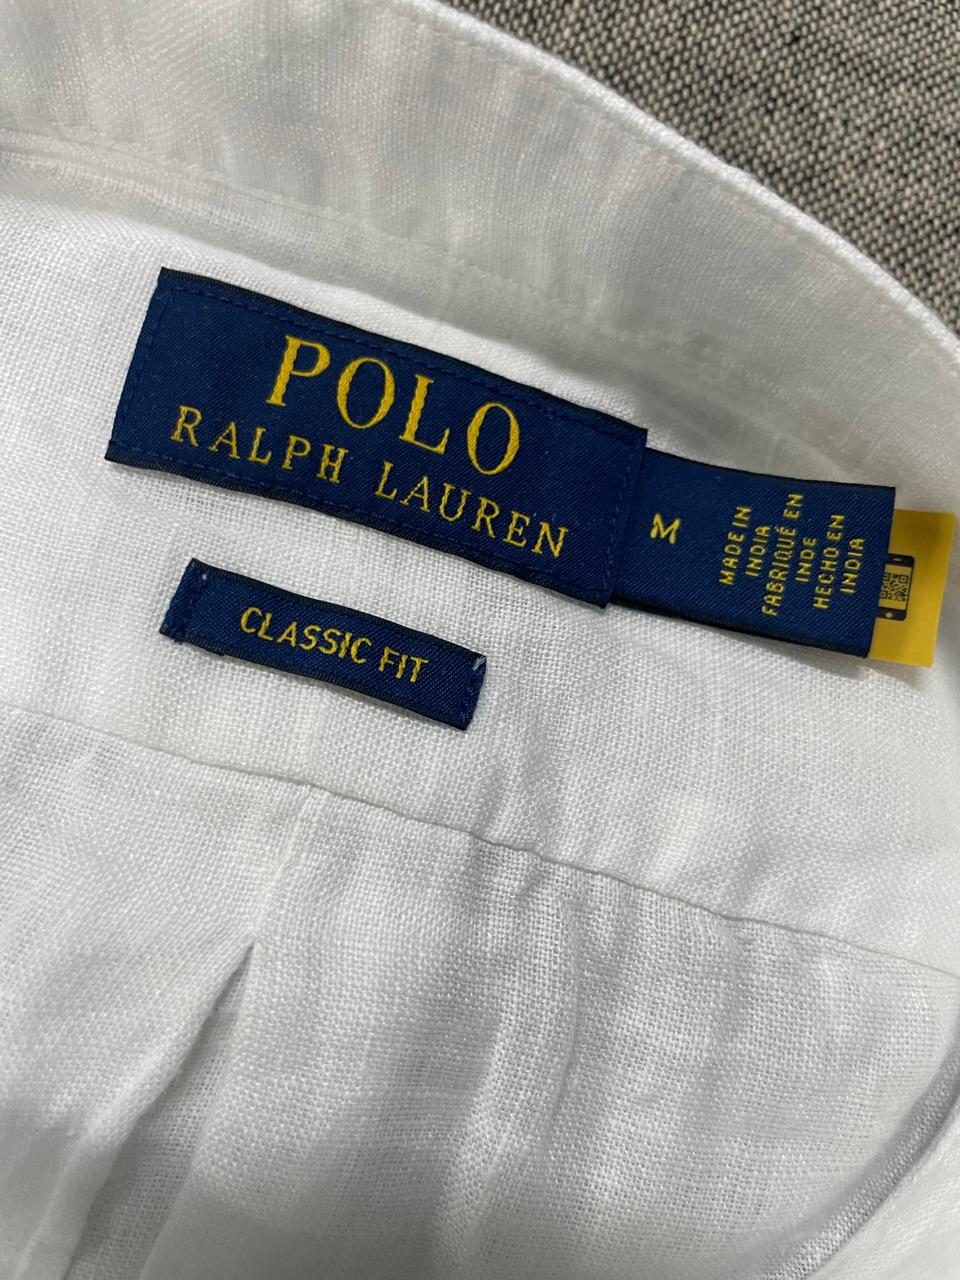 POLO
RALPH LAUREN
M
MADE IN
INDIA
FABRIQUÉ EN
INDE
HECHO EN
INDIA
CLASSIC FIT